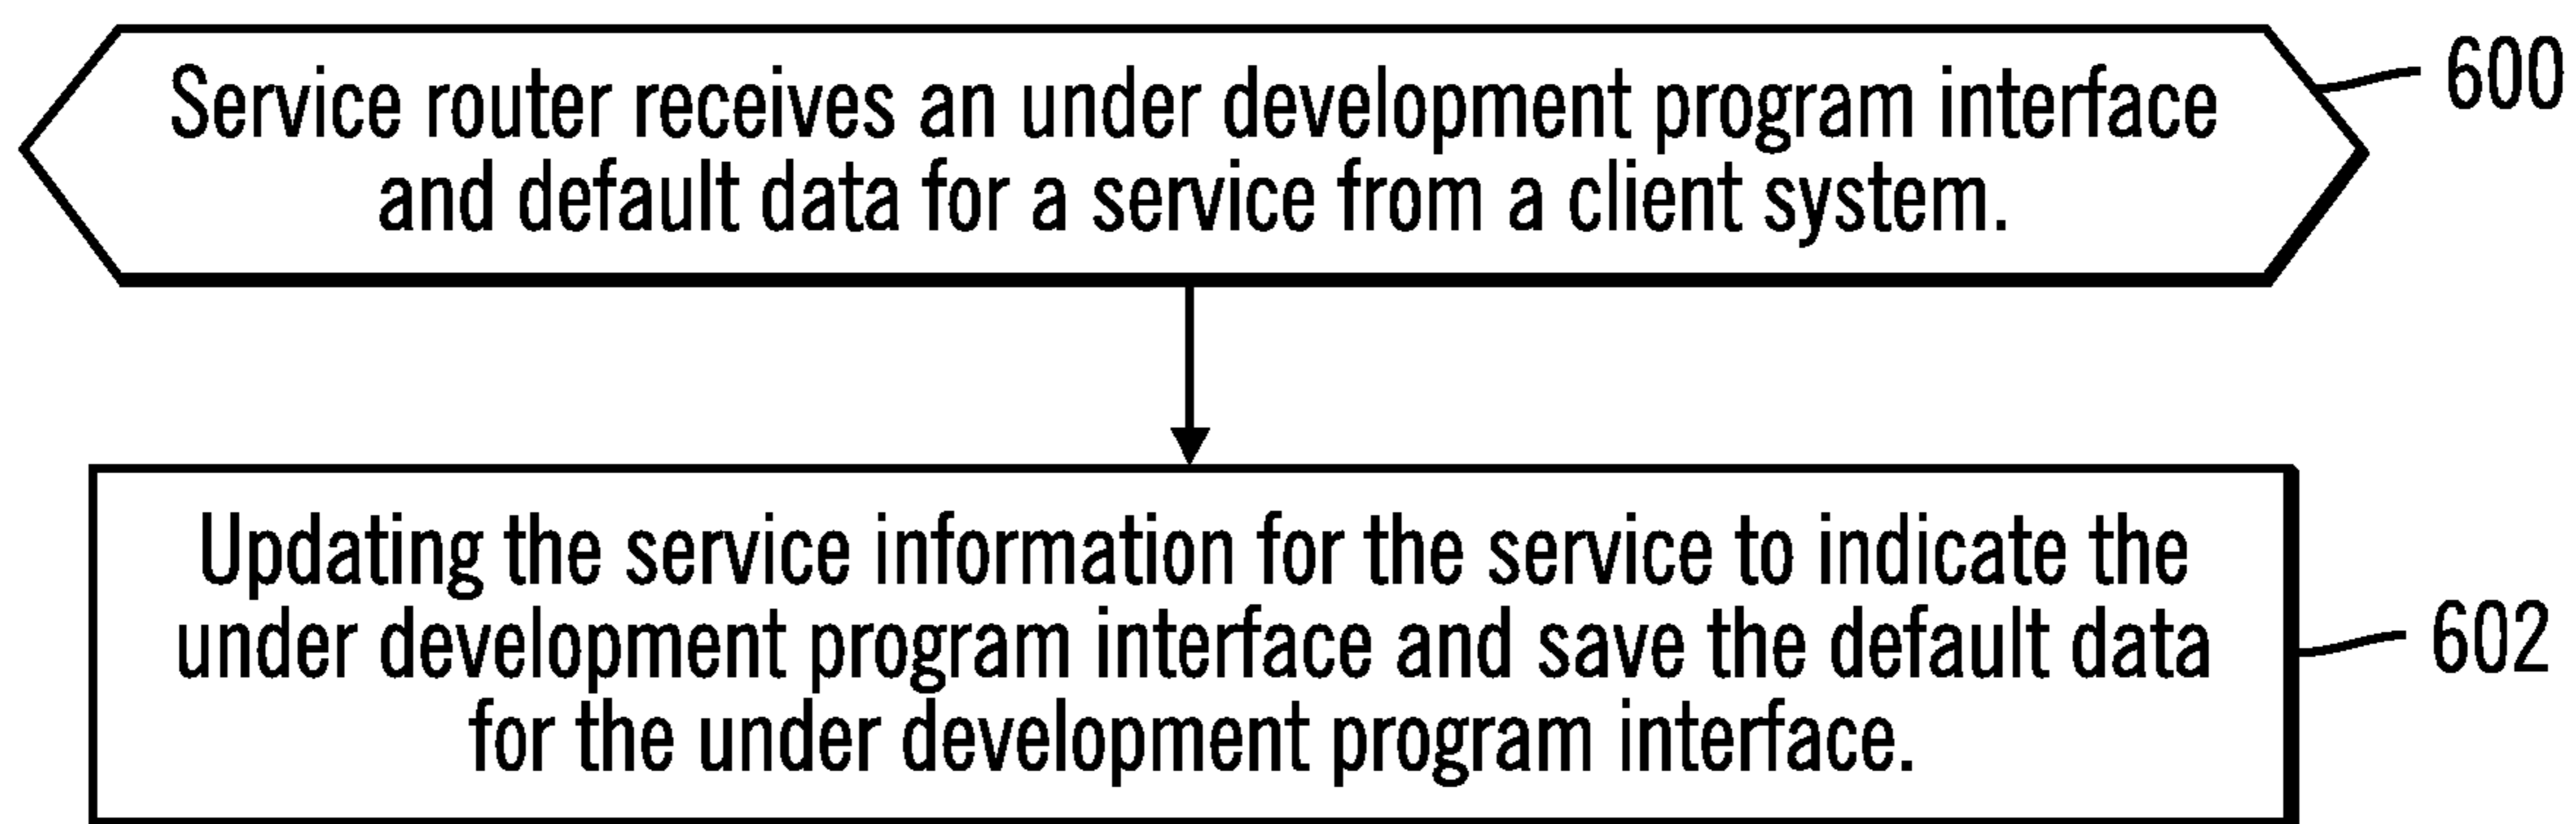 Service router receives an under development program interface
and default data for a service from a client system.
600
Updating the service information for the service to indicate the
under development program interface and save the default data
for the under development program interface.
602